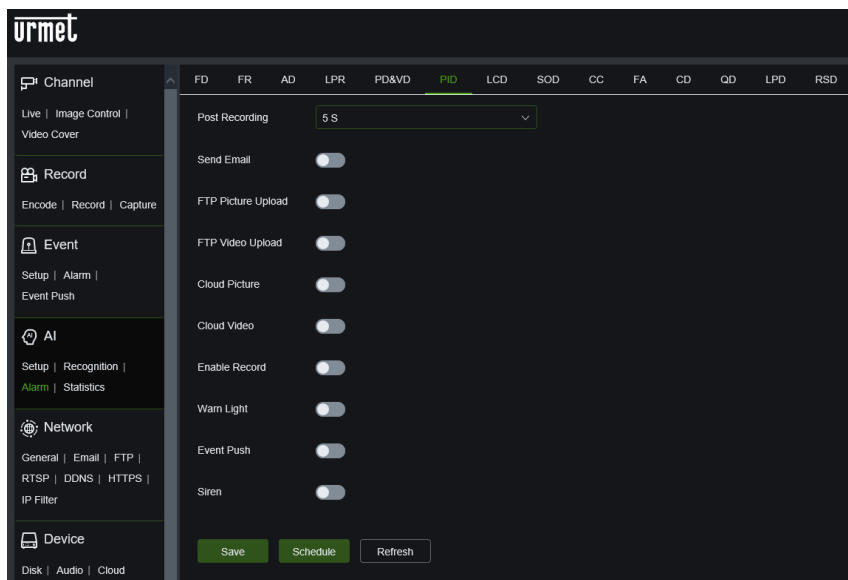 urmet
Channel
Live | Image Control |
Video Cover
Record
Encode | Record | Capture
Event
Setup | Alarm |
Event Push
AI
Setup | Recognition |
Alarm | Statistics
Network
General | Email | FTP |
RTSP | DDNS | HTTPS |
IP Filter
Device
Disk | Audio | Cloud
FD FR AD LPR PD&VD PID LCD SOD CC FA CD QD LPD RSD
Post Recording 5 S
Send Email
FTP Picture Upload
FTP Video Upload
Cloud Picture
Cloud Video
Enable Record
Warn Light
Event Push
Siren
Save Schedule Refresh